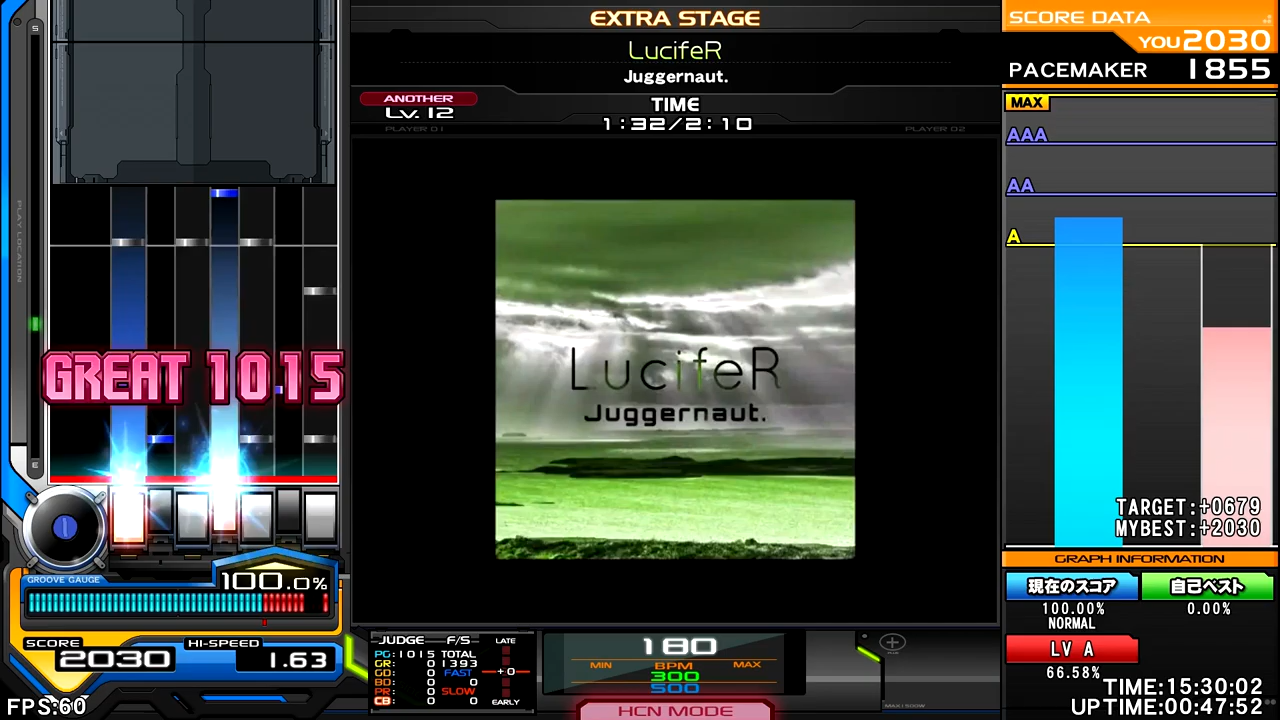 EXTRA STAGE
LucifeR
Juggernaut.
ANOTHER
Lv. 12
TIME
1:32/2:10
PLAYER 01
PLAYER 02
S
PLAY LOCATION
E
GREAT 1015
LucifeR
Juggernaut.
GROOVE GAUGE
100.0%
SCORE
2030
HI-SPEED
1.63
FPS:60
JUDGE F/S
PG:1015 TOTAL
GR: 0 1393
GD: 0 FAST
BD: 0 0
PR: 0 SLOW
CB: 0 0
LATE
+0
EARLY
180
MIN BPM MAX
300
500
HCN MODE
SCORE DATA
YOU 2030
PACEMAKER 1855
MAX
AAA
AA
A
TARGET:+0679
MYBEST:+2030
GRAPH INFORMATION
現在のスコア 自己ベスト
100.00% 0.00%
NORMAL
LV A
66.58%
TIME:15:30:02
UPTIME:00:47:52